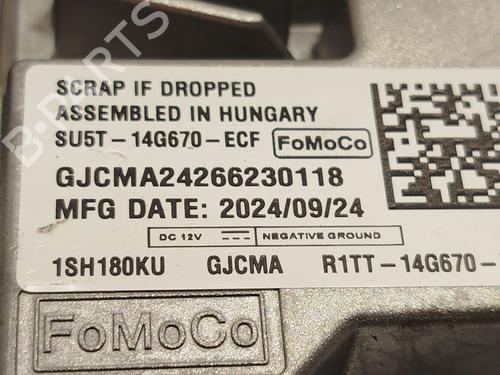 SCRAP IF DROPPED
ASSEMBLED IN HUNGARY
SU5T-14G670-ECF FoMoCo
GJCMA24266230118
MFG DATE: 2024/09/24
DC 12V NEGATIVE GROUND
1SH180KU GJCMA R1TT-14G670-
FoMoCo
B-PARTS